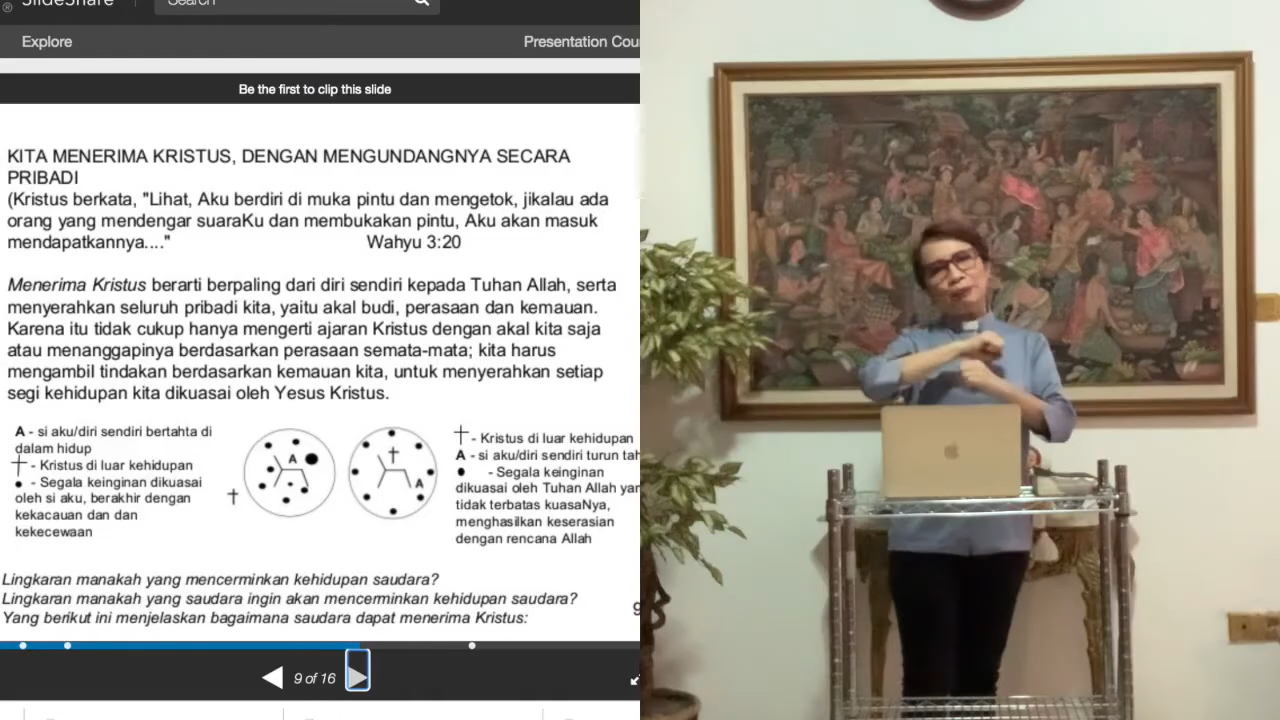 SlideShare
Search
Explore
Presentation Cou
Be the first to clip this slide
KITA MENERIMA KRISTUS, DENGAN MENGUNDANGNYA SECARA
PRIBADI
(Kristus berkata, "Lihat, Aku berdiri di muka pintu dan mengetok, jikalau ada
orang yang mendengar suaraKu dan membukakan pintu, Aku akan masuk
mendapatkannya...." Wahyu 3:20
Menerima Kristus berarti berpaling dari diri sendiri kepada Tuhan Allah, serta
menyerahkan seluruh pribadi kita, yaitu akal budi, perasaan dan kemauan.
Karena itu tidak cukup hanya mengerti ajaran Kristus dengan akal kita saja
atau menanggapinya berdasarkan perasaan semata-mata; kita harus
mengambil tindakan berdasarkan kemauan kita, untuk menyerahkan setiap
segi kehidupan kita dikuasai oleh Yesus Kristus.
A - si aku/diri sendiri bertahta di
dalam hidup
- Kristus di luar kehidupan
- Segala keinginan dikuasai
oleh si aku, berakhir dengan
kekacauan dan dan
kekecewaan
A
A
- Kristus di luar kehidupan
A - si aku/diri sendiri turun tah
- Segala keinginan
dikuasai oleh Tuhan Allah yan
tidak terbatas kuasaNya,
menghasilkan keserasian
dengan rencana Allah
Lingkaran manakah yang mencerminkan kehidupan saudara?
Lingkaran manakah yang saudara ingin akan mencerminkan kehidupan saudara?
Yang berikut ini menjelaskan bagaimana saudara dapat menerima Kristus:
9
9 of 16